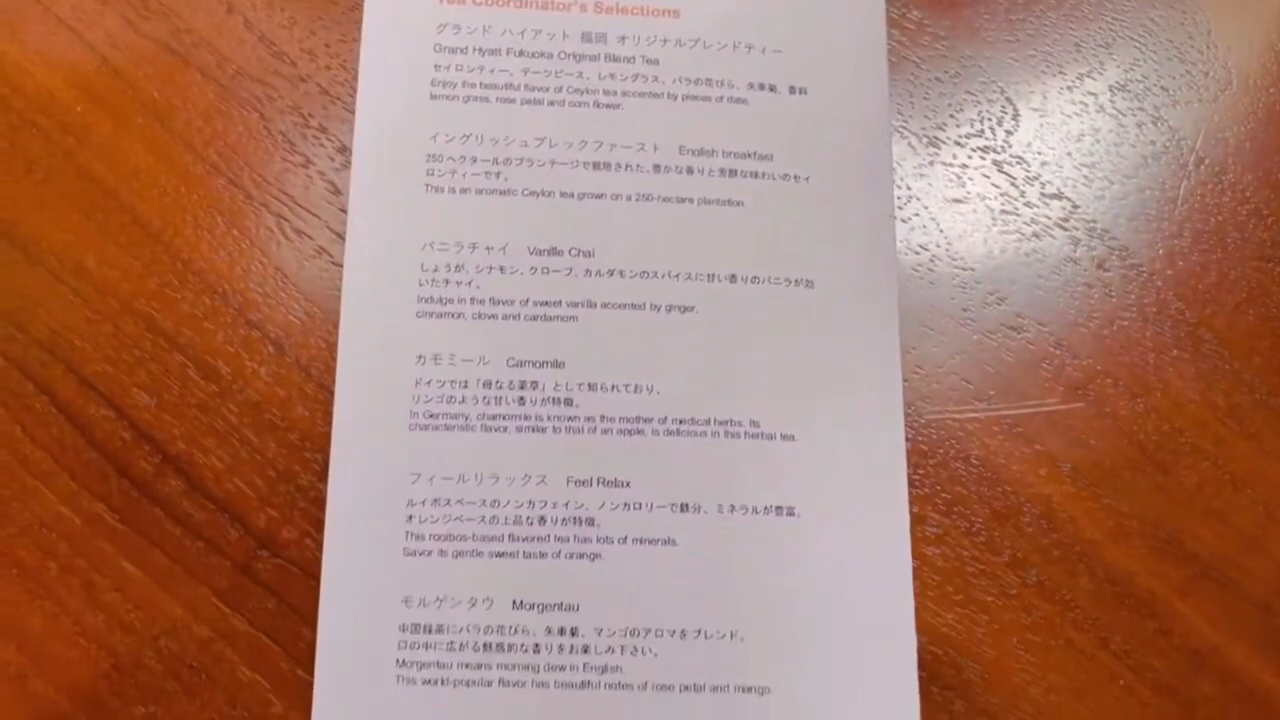 Tea Coordinator's Selections
グランド ハイアット 福岡 オリジナルブレンドティー
Grand Hyatt Fukuoka Original Blend Tea
セイロンティー、デーツピース、レモングラス、バラの花びら、矢車菊、香料
Enjoy the beautiful flavor of Ceylon tea accented by pieces of date,
lemon grass, rose petal and corn flower.
イングリッシュブレックファースト English breakfast
250ヘクタールのプランテージで栽培された、豊かな香りと芳醇な味わいのセイ
ロンティーです。
This is an aromatic Ceylon tea grown on a 250-hectare plantation.
バニラチャイ Vanille Chai
しょうが、シナモン、クローブ、カルダモンのスパイスに甘い香りのバニラが効
いたチャイ。
Indulge in the flavor of sweet vanilla accented by ginger,
cinnamon, clove and cardamom
カモミール Camomile
ドイツでは「母なる薬草」として知られており、
リンゴのような甘い香りが特徴。
In Germany, chamomile is known as the mother of medical herbs. Its
characteristic flavor, similar to that of an apple, is delicious in this herbal tea.
フィールリラックス Feel Relax
ルイボスベースのノンカフェイン、ノンカロリーで鉄分、ミネラルが豊富。
オレンジベースの上品な香りが特徴。
This rooibos-based flavored tea has lots of minerals.
Savor its gentle sweet taste of orange.
モルゲンタウ Morgentau
中国緑茶にバラの花びら、矢車菊、マンゴのアロマをブレンド。
口の中に広がる魅惑的な香りをお楽しみ下さい。
Morgentau means morning dew in English.
This world-popular flavor has beautiful notes of rose petal and mango.